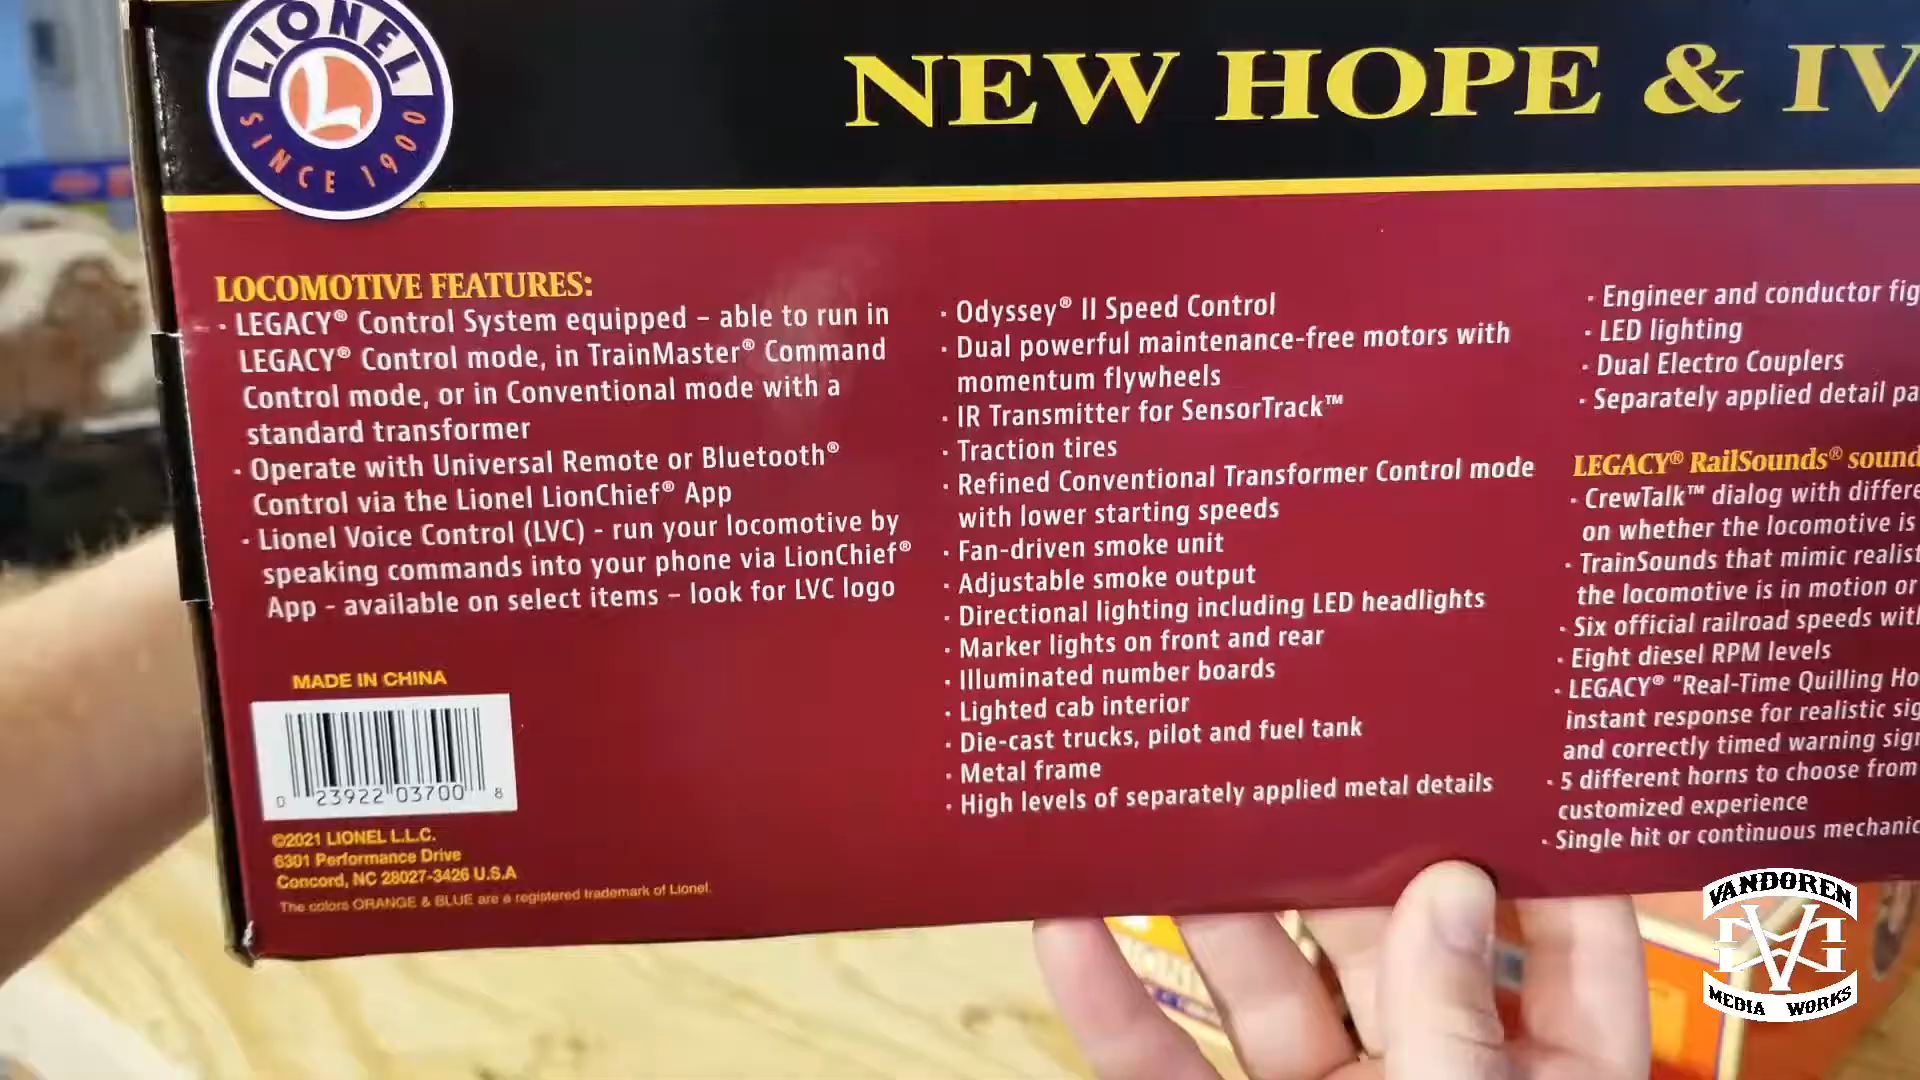 LIONEL
L
SINCE 1900
NEW HOPE & IV
LOCOMOTIVE FEATURES:
· LEGACY® Control System equipped – able to run in
LEGACY® Control mode, in TrainMaster® Command
Control mode, or in Conventional mode with a
standard transformer
· Operate with Universal Remote or Bluetooth®
Control via the Lionel LionChief® App
· Lionel Voice Control (LVC) - run your locomotive by
speaking commands into your phone via LionChief®
App - available on select items – look for LVC logo
MADE IN CHINA
0 23922 03700 8
©2021 LIONEL L.L.C.
6301 Performance Drive
Concord, NC 28027-3426 U.S.A
The colors ORANGE & BLUE are a registered trademark of Lionel.
· Odyssey® II Speed Control
· Dual powerful maintenance-free motors with
momentum flywheels
· IR Transmitter for SensorTrack™
· Traction tires
· Refined Conventional Transformer Control mode
with lower starting speeds
· Fan-driven smoke unit
· Adjustable smoke output
· Directional lighting including LED headlights
· Marker lights on front and rear
· Illuminated number boards
· Lighted cab interior
· Die-cast trucks, pilot and fuel tank
· Metal frame
· High levels of separately applied metal details
· Engineer and conductor fig
· LED lighting
· Dual Electro Couplers
· Separately applied detail pa
LEGACY® RailSounds® sound
· CrewTalk™ dialog with differe
on whether the locomotive is
· TrainSounds that mimic realist
the locomotive is in motion or
· Six official railroad speeds with
· Eight diesel RPM levels
· LEGACY® "Real-Time Quilling Ho
instant response for realistic sig
and correctly timed warning sign
· 5 different horns to choose from
customized experience
· Single hit or continuous mechanic
VANDOREN
VM
MEDIA WORKS